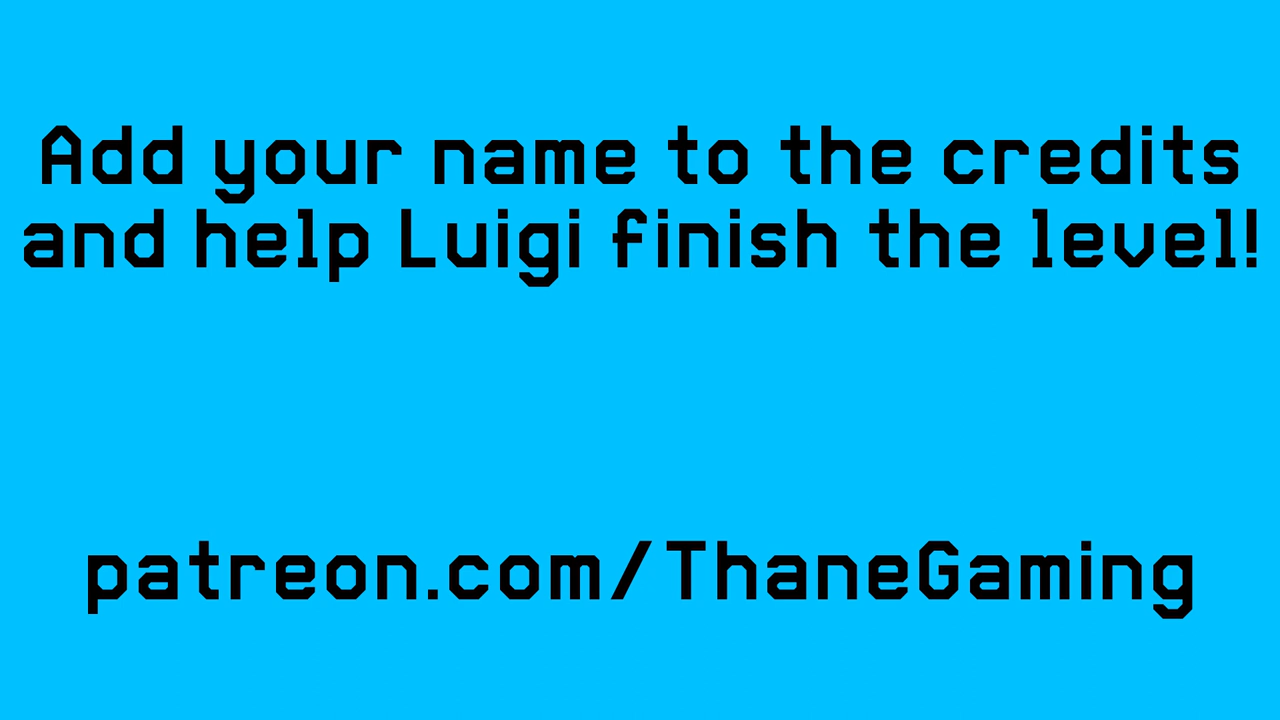 Add your name to the credits
and help Luigi finish the level!
patreon.com/ThaneGaming